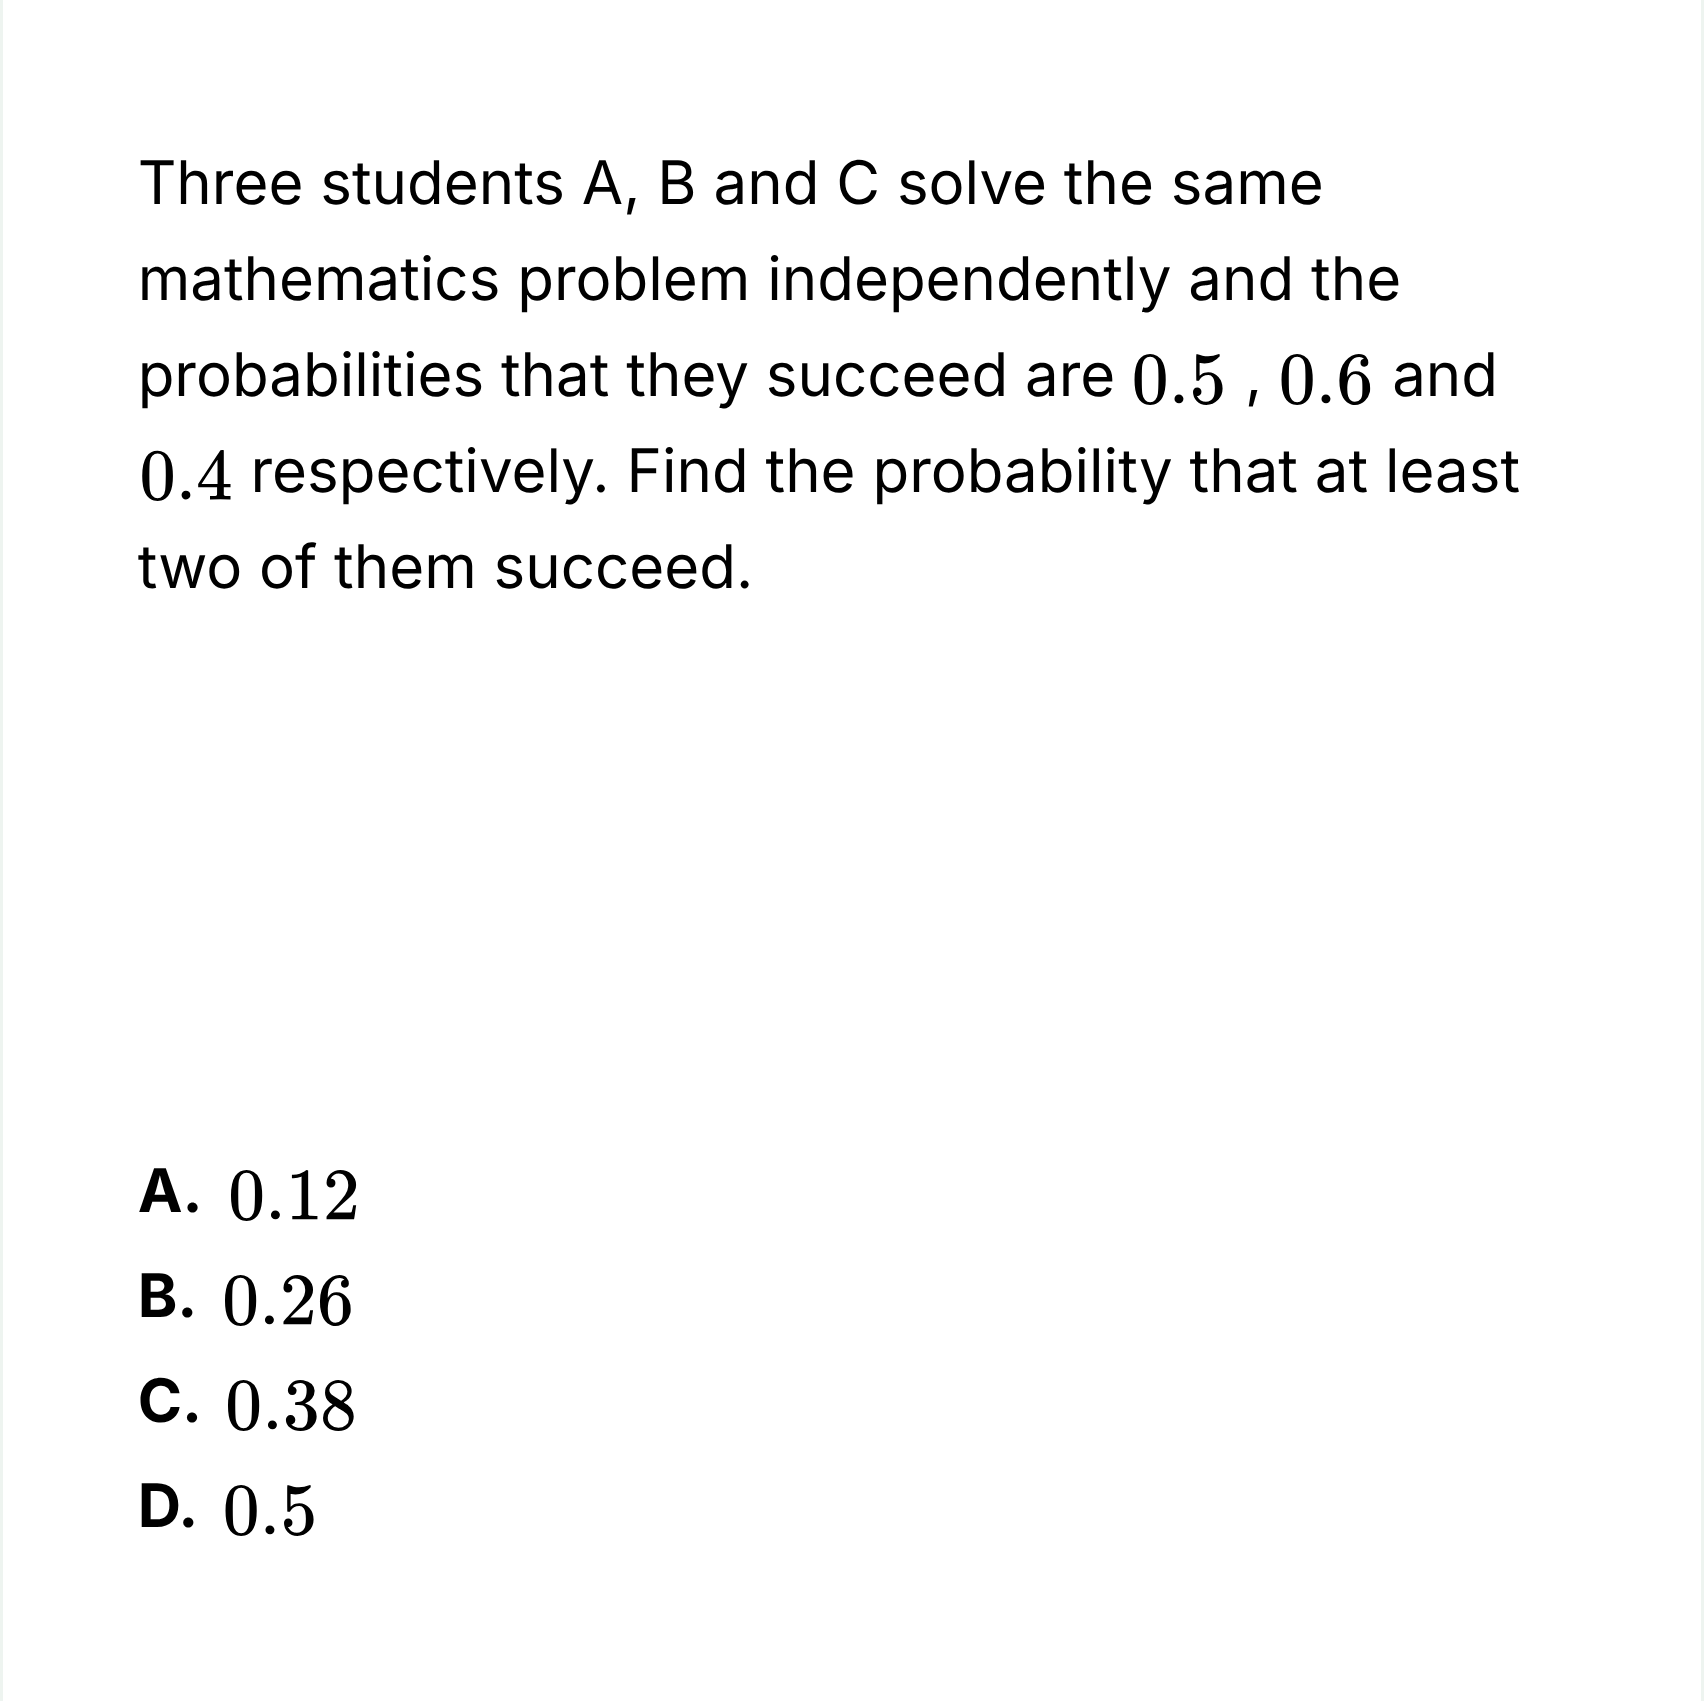 Three students A, B and C solve the same
mathematics problem independently and the
probabilities that they succeed are 0.5 , 0.6 and
0.4 respectively. Find the probability that at least
two of them succeed.
A. 0.12
B. 0.26
C. 0.38
D. 0.5